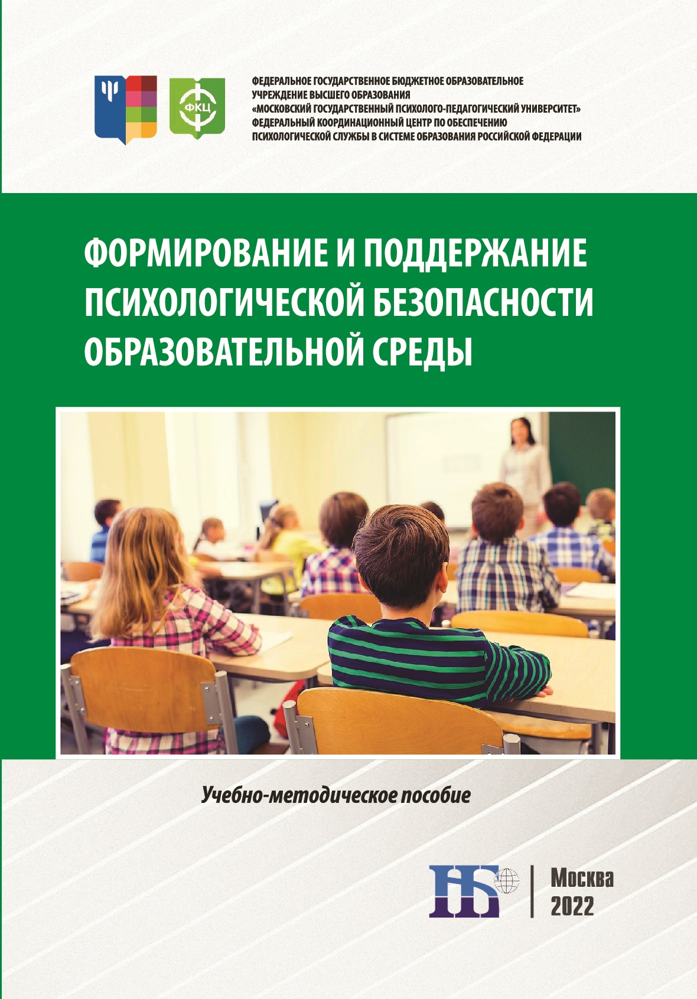 ФЕДЕРАЛЬНОЕ ГОСУДАРСТВЕННОЕ БЮДЖЕТНОЕ ОБРАЗОВАТЕЛЬНОЕ
УЧРЕЖДЕНИЕ ВЫСШЕГО ОБРАЗОВАНИЯ
«МОСКОВСКИЙ ГОСУДАРСТВЕННЫЙ ПСИХОЛОГО-ПЕДАГОГИЧЕСКИЙ УНИВЕРСИТЕТ»
ФЕДЕРАЛЬНЫЙ КООРДИНАЦИОННЫЙ ЦЕНТР ПО ОБЕСПЕЧЕНИЮ
ПСИХОЛОГИЧЕСКОЙ СЛУЖБЫ В СИСТЕМЕ ОБРАЗОВАНИЯ РОССИЙСКОЙ ФЕДЕРАЦИИ
ФКЦ
ФОРМИРОВАНИЕ И ПОДДЕРЖАНИЕ
ПСИХОЛОГИЧЕСКОЙ БЕЗОПАСНОСТИ
ОБРАЗОВАТЕЛЬНОЙ СРЕДЫ
Учебно-методическое пособие
НБ
Москва
2022